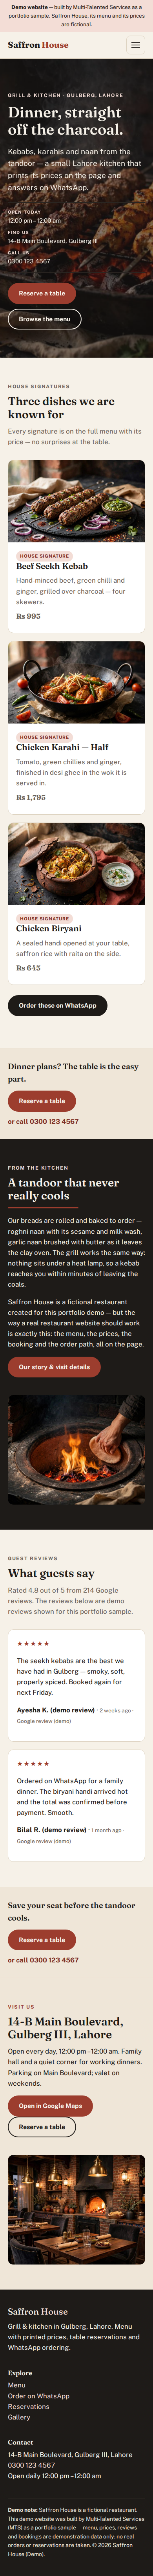 Demo website — built by Multi-Talented Services as a
portfolio sample. Saffron House, its menu and its prices
are fictional.
Saffron House
GRILL & KITCHEN · GULBERG, LAHORE
Dinner, straight
off the charcoal.
Kebabs, karahis and naan from the
tandoor — a small Lahore kitchen that
prints its prices on the page and
answers on WhatsApp.
OPEN TODAY
12:00 pm – 12:00 am
FIND US
14-B Main Boulevard, Gulberg III
CALL US
0300 123 4567
Reserve a table
Browse the menu
HOUSE SIGNATURES
Three dishes we are
known for
Every signature is on the full menu with its
price — no surprises at the table.
HOUSE SIGNATURE
Beef Seekh Kebab
Hand-minced beef, green chilli and
ginger, grilled over charcoal — four
skewers.
Rs 995
HOUSE SIGNATURE
Chicken Karahi — Half
Tomato, green chillies and ginger,
finished in desi ghee in the wok it is
served in.
Rs 1,795
HOUSE SIGNATURE
Chicken Biryani
A sealed handi opened at your table,
saffron rice with raita on the side.
Rs 645
Order these on WhatsApp
Dinner plans? The table is the easy
part.
Reserve a table
or call 0300 123 4567
FROM THE KITCHEN
A tandoor that never
really cools
Our breads are rolled and baked to order —
roghni naan with its sesame and milk wash,
garlic naan brushed with butter as it leaves
the clay oven. The grill works the same way:
nothing sits under a heat lamp, so a kebab
reaches you within minutes of leaving the
coals.
Saffron House is a fictional restaurant
created for this portfolio demo — but the
way a real restaurant website should work
is exactly this: the menu, the prices, the
booking and the order path, all on the page.
Our story & visit details
GUEST REVIEWS
What guests say
Rated 4.8 out of 5 from 214 Google
reviews. The reviews below are demo
reviews shown for this portfolio sample.
★★★★★
The seekh kebabs are the best we
have had in Gulberg — smoky, soft,
properly spiced. Booked again for
next Friday.
Ayesha K. (demo review) · 2 weeks ago ·
Google review (demo)
★★★★★
Ordered on WhatsApp for a family
dinner. The biryani handi arrived hot
and the total was confirmed before
payment. Smooth.
Bilal R. (demo review) · 1 month ago ·
Google review (demo)
Save your seat before the tandoor
cools.
Reserve a table
or call 0300 123 4567
VISIT US
14-B Main Boulevard,
Gulberg III, Lahore
Open every day, 12:00 pm – 12:00 am. Family
hall and a quiet corner for working dinners.
Parking on Main Boulevard; valet on
weekends.
Open in Google Maps
Reserve a table
Saffron House
Grill & kitchen in Gulberg, Lahore. Menu
with printed prices, table reservations and
WhatsApp ordering.
Explore
Menu
Order on WhatsApp
Reservations
Gallery
Contact
14-B Main Boulevard, Gulberg III, Lahore
0300 123 4567
Open daily 12:00 pm – 12:00 am
Demo note: Saffron House is a fictional restaurant.
This demo website was built by Multi-Talented Services
(MTS) as a portfolio sample — menu, prices, reviews
and bookings are demonstration data only; no real
orders or reservations are taken. © 2026 Saffron
House (Demo).